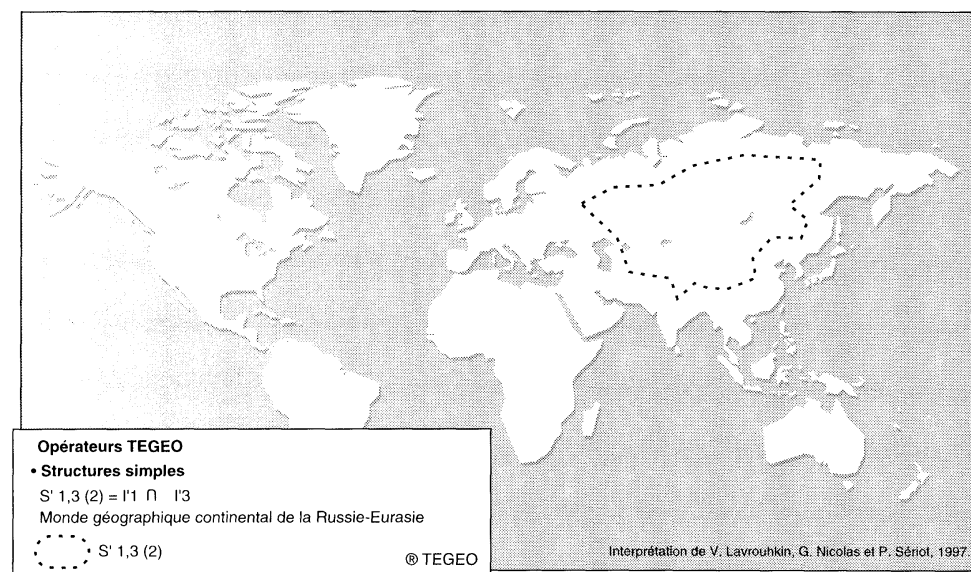 Opérateurs TEGEO
• Structures simples
S' 1,3 (2) = I'1 ∩ I'3
Monde géographique continental de la Russie-Eurasie
S' 1,3 (2)
® TEGEO
Interprétation de V. Lavrouhkin, G. Nicolas et P. Sériot, 1997.